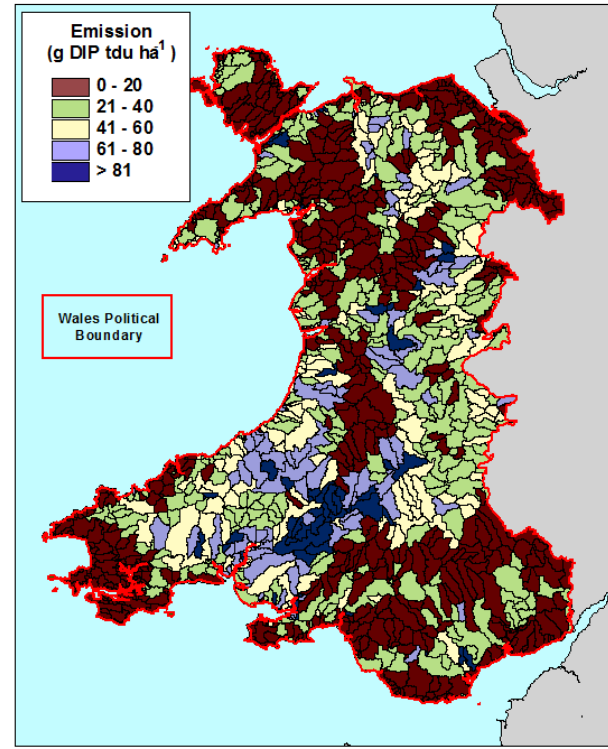 Emission
(g DIP tdu ha¹)
0 - 20
21 - 40
41 - 60
61 - 80
> 81
Wales Political
Boundary